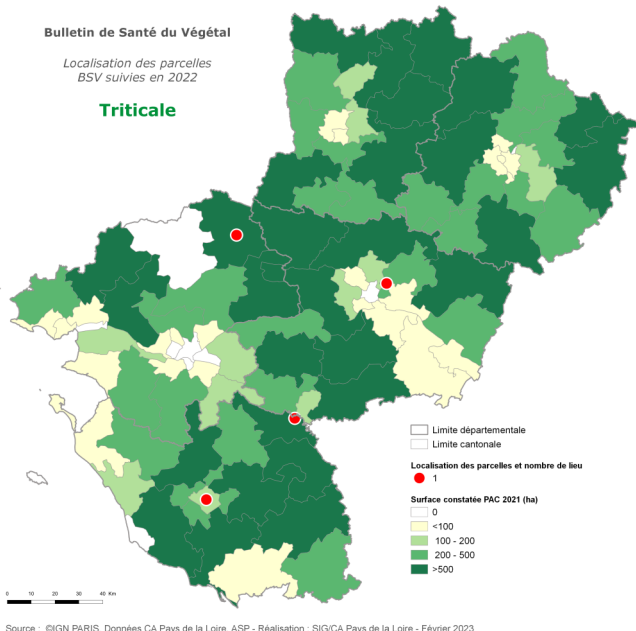 Bulletin de Santé du Végétal
Localisation des parcelles
BSV suivies en 2022
Triticale
Limite départementale
Limite cantonale
Localisation des parcelles et nombre de lieu
1
Surface constatée PAC 2021 (ha)
0
<100
100 - 200
200 - 500
>500
0 10 20 30 40 Km
Source : ©IGN PARIS, Données CA Pays de la Loire, ASP - Réalisation : SIG/CA Pays de la Loire - Février 2023